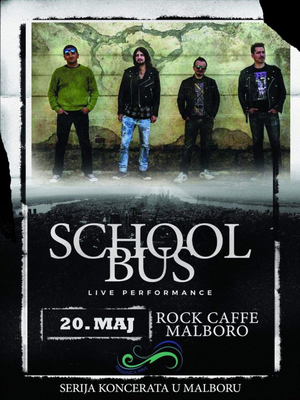 SCHOOL
BUS
LIVE PERFORMANCE
20. MAJ
ROCK CAFFE
MALBORO
SERIJA KONCERATA U MALBORU